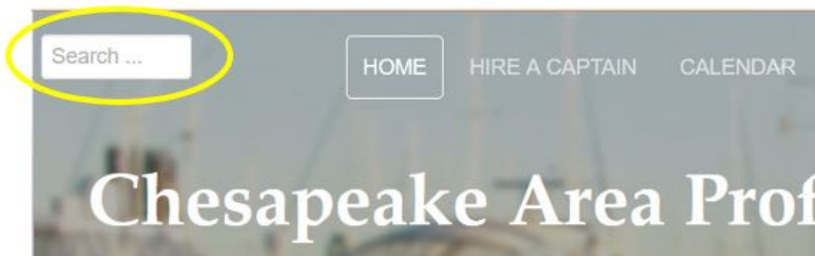 Search ...
HOME HIRE A CAPTAIN CALENDAR
Chesapeake Area Prof